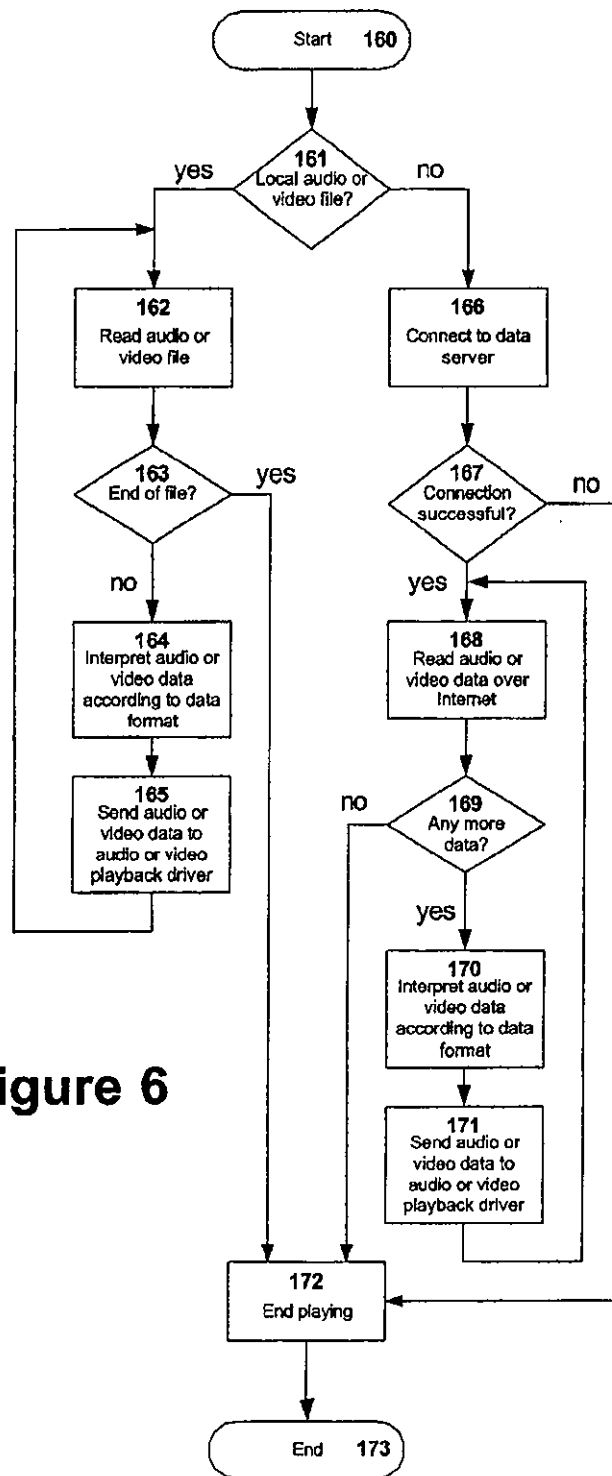 Start 160
161
Local audio or
video file?
yes
no
162
Read audio or
video file
166
Connect to data
server
163
End of file?
yes
no
167
Connection
successful?
no
yes
164
Interpret audio or
video data
according to data
format
168
Read audio or
video data over
Internet
165
Send audio or
video data to
audio or video
playback driver
169
Any more
data?
no
yes
170
Interpret audio or
video data
according to data
format
igure 6
171
Send audio or
video data to
audio or video
playback driver
172
End playing
End 173